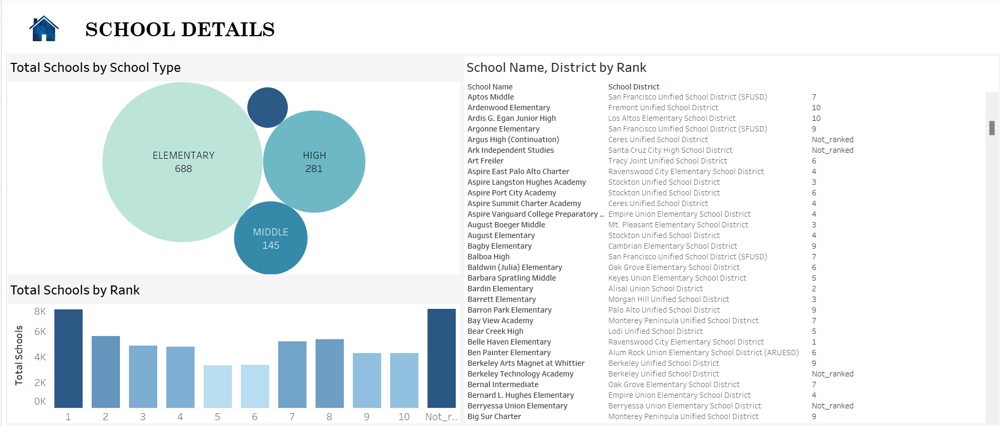 SCHOOL DETAILS
Total Schools by School Type
ELEMENTARY
688
HIGH
281
MIDDLE
145
Total Schools by Rank
Total Schools
8K
6K
4K
2K
0K
1 2 3 4 5 6 7 8 9 10 Not_r..
School Name, District by Rank
School Name School District
Aptos Middle San Francisco Unified School District (SFUSD) 7
Ardenwood Elementary Fremont Unified School District 10
Ardis G. Egan Junior High Los Altos Elementary School District 10
Argonne Elementary San Francisco Unified School District (SFUSD) 9
Argus High (Continuation) Ceres Unified School District Not_ranked
Ark Independent Studies Santa Cruz City High School District Not_ranked
Art Freiler Tracy Joint Unified School District 6
Aspire East Palo Alto Charter Ravenswood City Elementary School District 4
Aspire Langston Hughes Academy Stockton Unified School District 3
Aspire Port City Academy Stockton Unified School District 6
Aspire Summit Charter Academy Ceres Unified School District 4
Aspire Vanguard College Preparatory .. Empire Union Elementary School District 4
August Boeger Middle Mt. Pleasant Elementary School District 3
August Elementary Stockton Unified School District 4
Bagby Elementary Cambrian Elementary School District 9
Balboa High San Francisco Unified School District (SFUSD) 7
Baldwin (Julia) Elementary Oak Grove Elementary School District 6
Barbara Spratling Middle Keyes Union Elementary School District 5
Bardin Elementary Alisal Union School District 2
Barrett Elementary Morgan Hill Unified School District 3
Barron Park Elementary Palo Alto Unified School District 9
Bay View Academy Monterey Peninsula Unified School District 7
Bear Creek High Lodi Unified School District 5
Belle Haven Elementary Ravenswood City Elementary School District 1
Ben Painter Elementary Alum Rock Union Elementary School District (ARUESD) 6
Berkeley Arts Magnet at Whittier Berkeley Unified School District 9
Berkeley Technology Academy Berkeley Unified School District Not_ranked
Bernal Intermediate Oak Grove Elementary School District 7
Bernard L. Hughes Elementary Empire Union Elementary School District 4
Berryessa Union Elementary Berryessa Union Elementary School District Not_ranked
Big Sur Charter Monterey Peninsula Unified School District 9